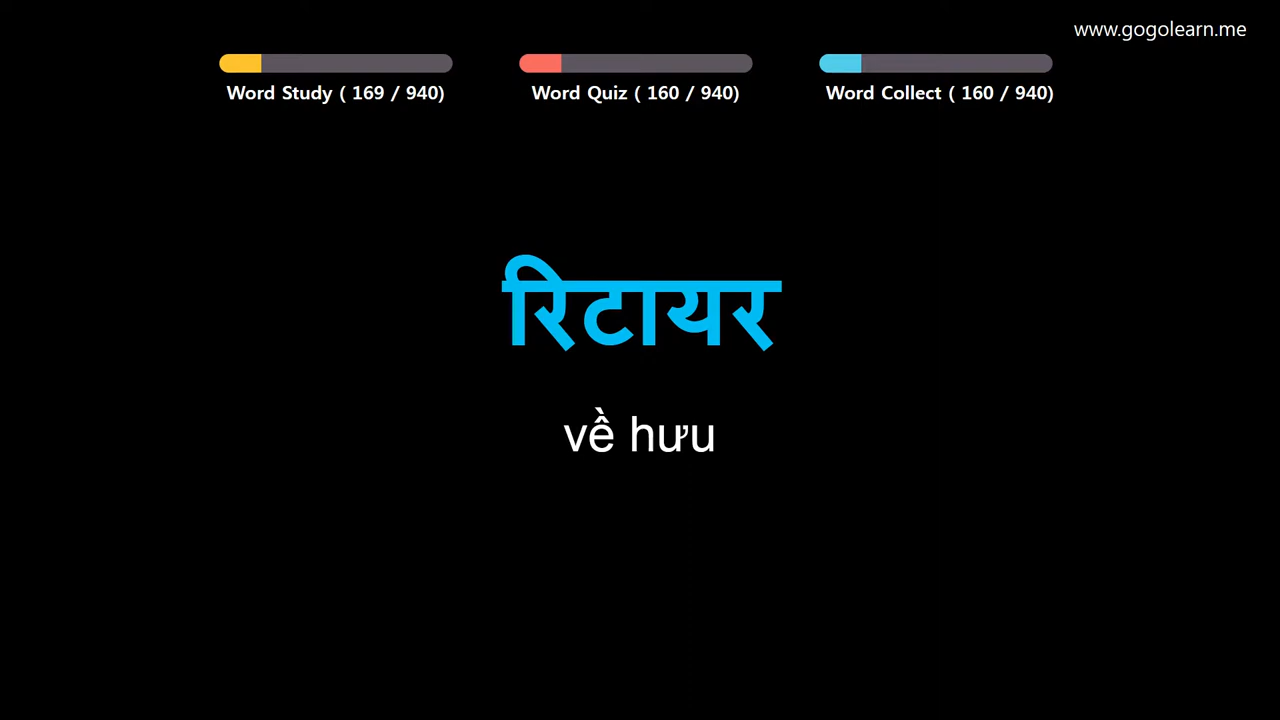 www.gogolearn.me
Word Study ( 169 / 940)
Word Quiz ( 160 / 940)
Word Collect ( 160 / 940)
रिटायर
về hưu